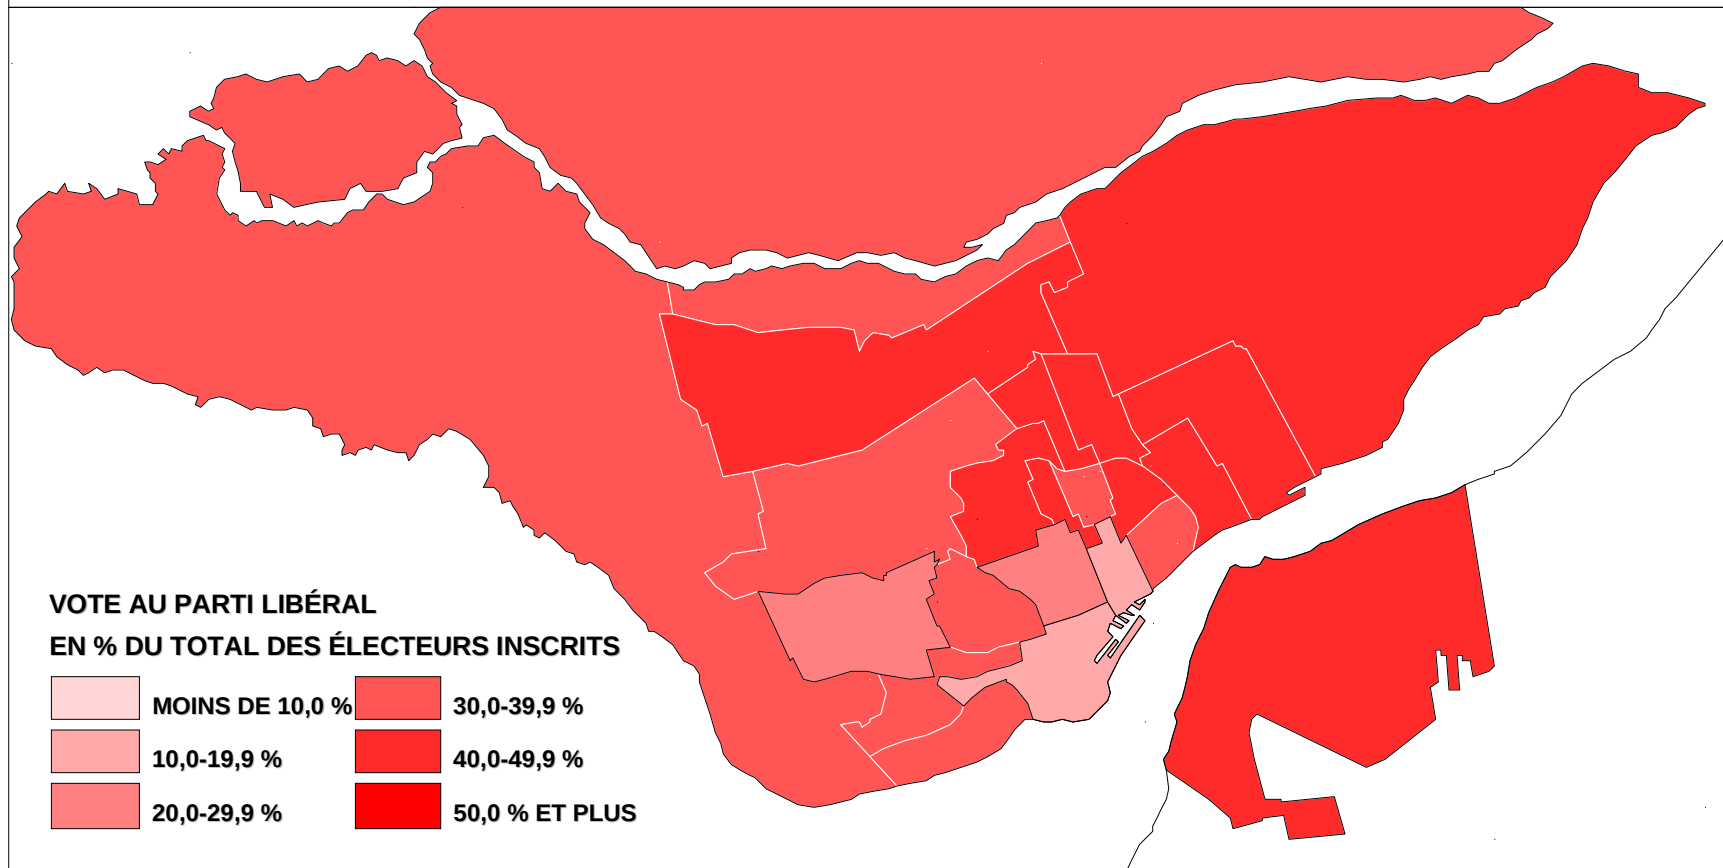 VOTE AU PARTI LIBÉRAL
EN % DU TOTAL DES ÉLECTEURS INSCRITS
MOINS DE 10,0 %
10,0-19,9 %
20,0-29,9 %
30,0-39,9 %
40,0-49,9 %
50,0 % ET PLUS